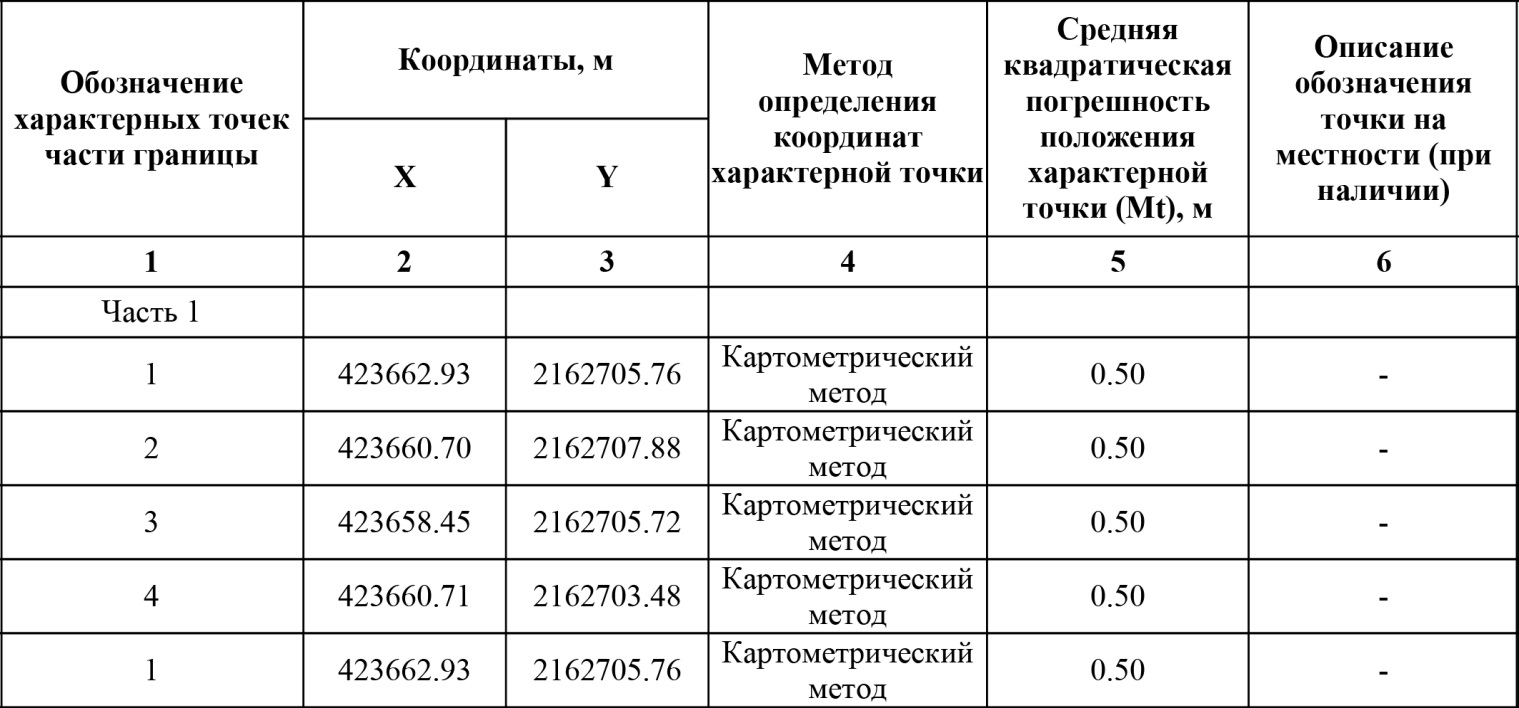 Обозначение
характерных точек
части границы
Координаты, м
X
Y
Метод
определения
координат
характерной точки
Средняя
квадратическая
погрешность
положения
характерной
точки (Mt), м
Описание
обозначения
точки на
местности (при
наличии)
1 2 3 4 5 6
Часть 1
1 423662.93 2162705.76 Картометрический
метод 0.50 -
2 423660.70 2162707.88 Картометрический
метод 0.50 -
3 423658.45 2162705.72 Картометрический
метод 0.50 -
4 423660.71 2162703.48 Картометрический
метод 0.50 -
1 423662.93 2162705.76 Картометрический
метод 0.50 -